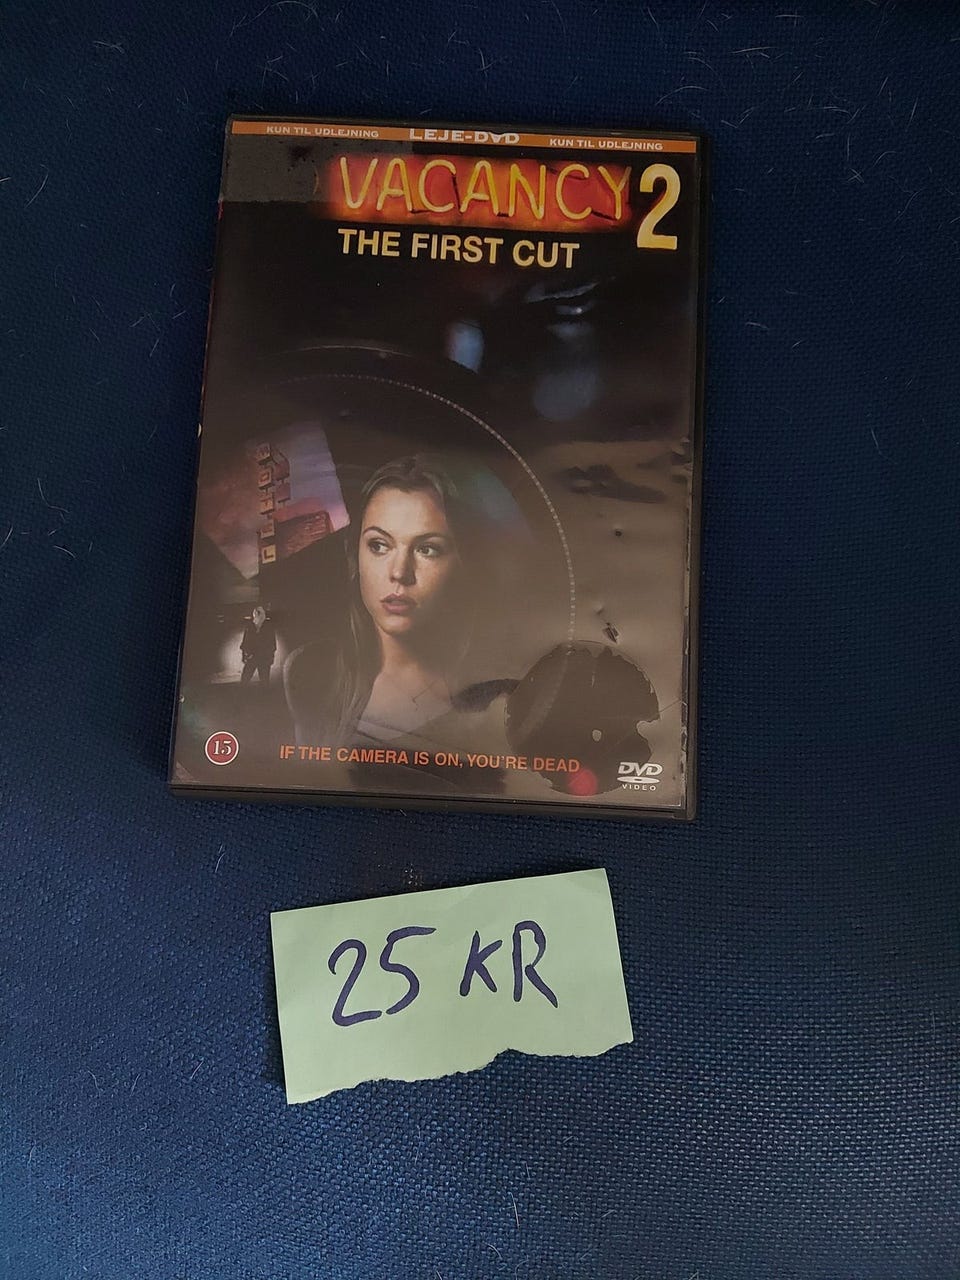 KUN TIL UDLEJNING LEJE-DVD KUN TIL UDLEJNING
VACANCY 2
THE FIRST CUT
15
IF THE CAMERA IS ON, YOU'RE DEAD
DVD
VIDEO
25 KR